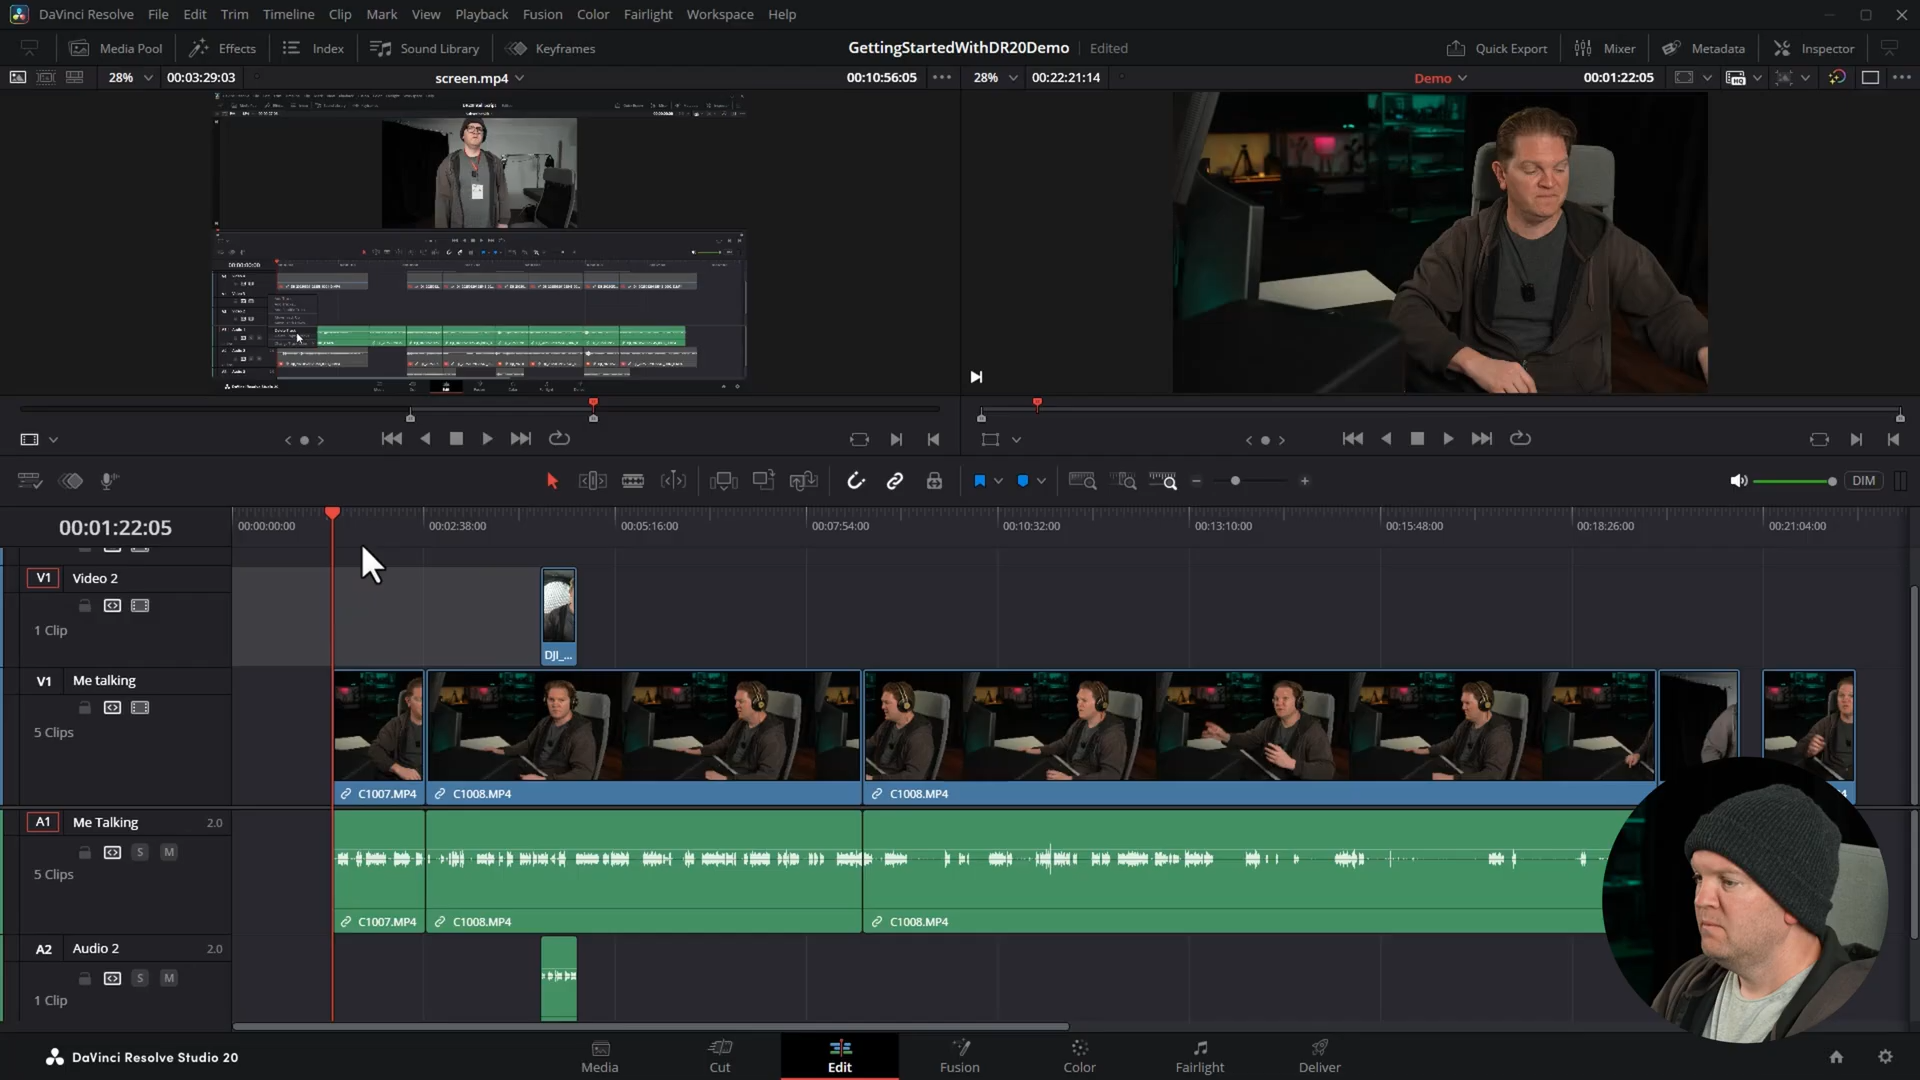 DaVinci Resolve File Edit Trim Timeline Clip Mark View Playback Fusion Color Fairlight Workspace Help
Media Pool Effects Index Sound Library Keyframes GettingStartedWithDR20Demo Edited Quick Export Mixer Metadata Inspector
28% 00:03:29:03 screen.mp4 00:10:56:05 28% 00:22:21:14 Demo 00:01:22:05
DIM
00:01:22:05 00:00:00:00 00:02:38:00 00:05:16:00 00:07:54:00 00:10:32:00 00:13:10:00 00:15:48:00 00:18:26:00 00:21:04:00
V1 Video 2
1 Clip
DJI_...
V1 Me talking
5 Clips
C1007.MP4 C1008.MP4 C1008.MP4
A1 Me Talking 2.0
S M
5 Clips
C1007.MP4 C1008.MP4 C1008.MP4
A2 Audio 2 2.0
S M
1 Clip
DaVinci Resolve Studio 20 Media Cut Edit Fusion Color Fairlight Deliver